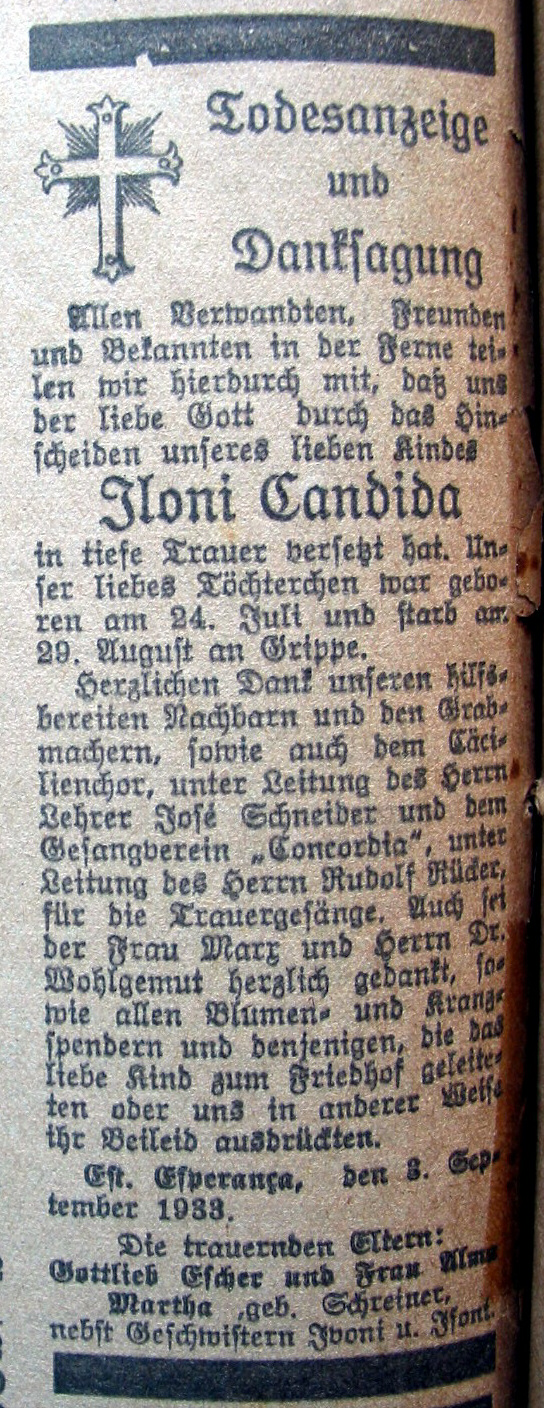 Todesanzeige
und
Danksagung
Allen Verwandten, Freunden
und Bekannten in der Ferne tei-
len wir hierdurch mit, daß uns
der liebe Gott durch das Hin-
scheiden unseres lieben Kindes
Iloni Candida
in tiefe Trauer versetzt hat. Un-
ser liebes Töchterchen war gebo-
ren am 24. Juli und starb am
29. August an Grippe.
Herzlichen Dank unseren hilfs-
bereiten Nachbarn und den Grab-
machern, sowie auch dem Cäci-
lienchor, unter Leitung des Herrn
Lehrer José Schneider und dem
Gesangverein „Concordia“, unter
Leitung des Herrn Rudolf Rücker,
für die Trauergesänge. Auch sei
der Frau Marx und Herrn Dr.
Wohlgemut herzlich gedankt, so-
wie allen Blumen- und Kranz-
spendern und denjenigen, die das
liebe Kind zum Friedhof geleite-
ten oder uns in anderer Weise
ihr Beileid ausdrückten.
Est. Esperança, den 3. Sep-
tember 1933.
Die trauernden Eltern:
Gottlieb Escher und Frau Alma
Martha ,geb. Schreiner,
nebst Geschwistern Ivoni u. Isont.